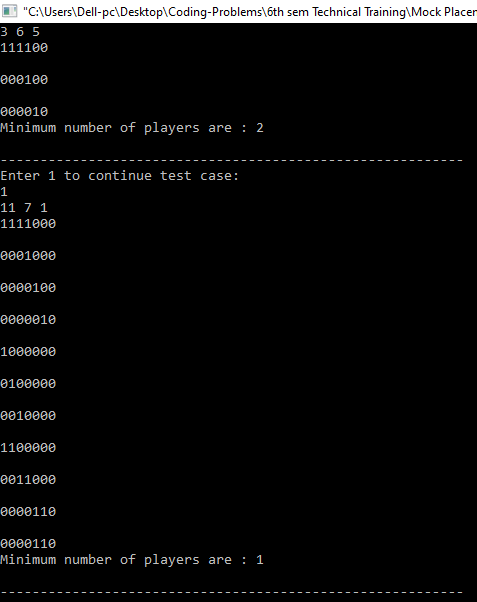 "C:\Users\Dell-pc\Desktop\Coding-Problems\6th sem Technical Training\Mock Placen
3 6 5
111100
000100
000010
Minimum number of players are : 2
----------------------------------------------------------
Enter 1 to continue test case:
1
11 7 1
1111000
0001000
0000100
0000010
1000000
0100000
0010000
1100000
0011000
0000110
0000110
Minimum number of players are : 1
----------------------------------------------------------